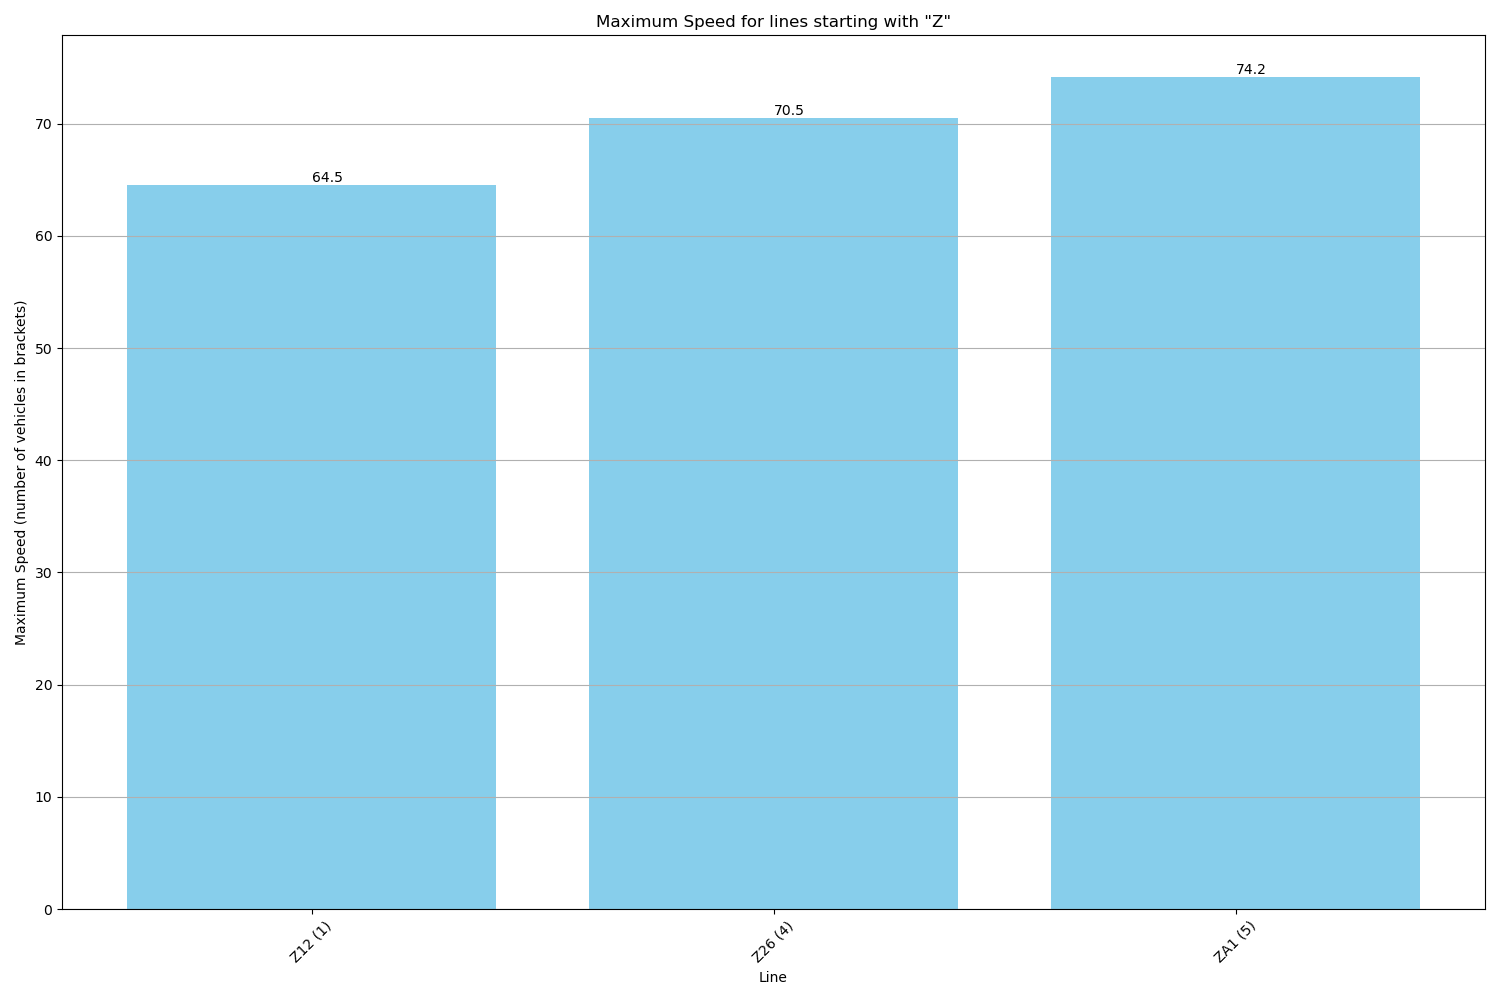 Maximum Speed for lines starting with "Z"
74.2
70.5
64.5
70
60
50
40
30
20
10
0
Maximum Speed (number of vehicles in brackets)
Z12 (1)
Z26 (4)
ZA1 (5)
Line